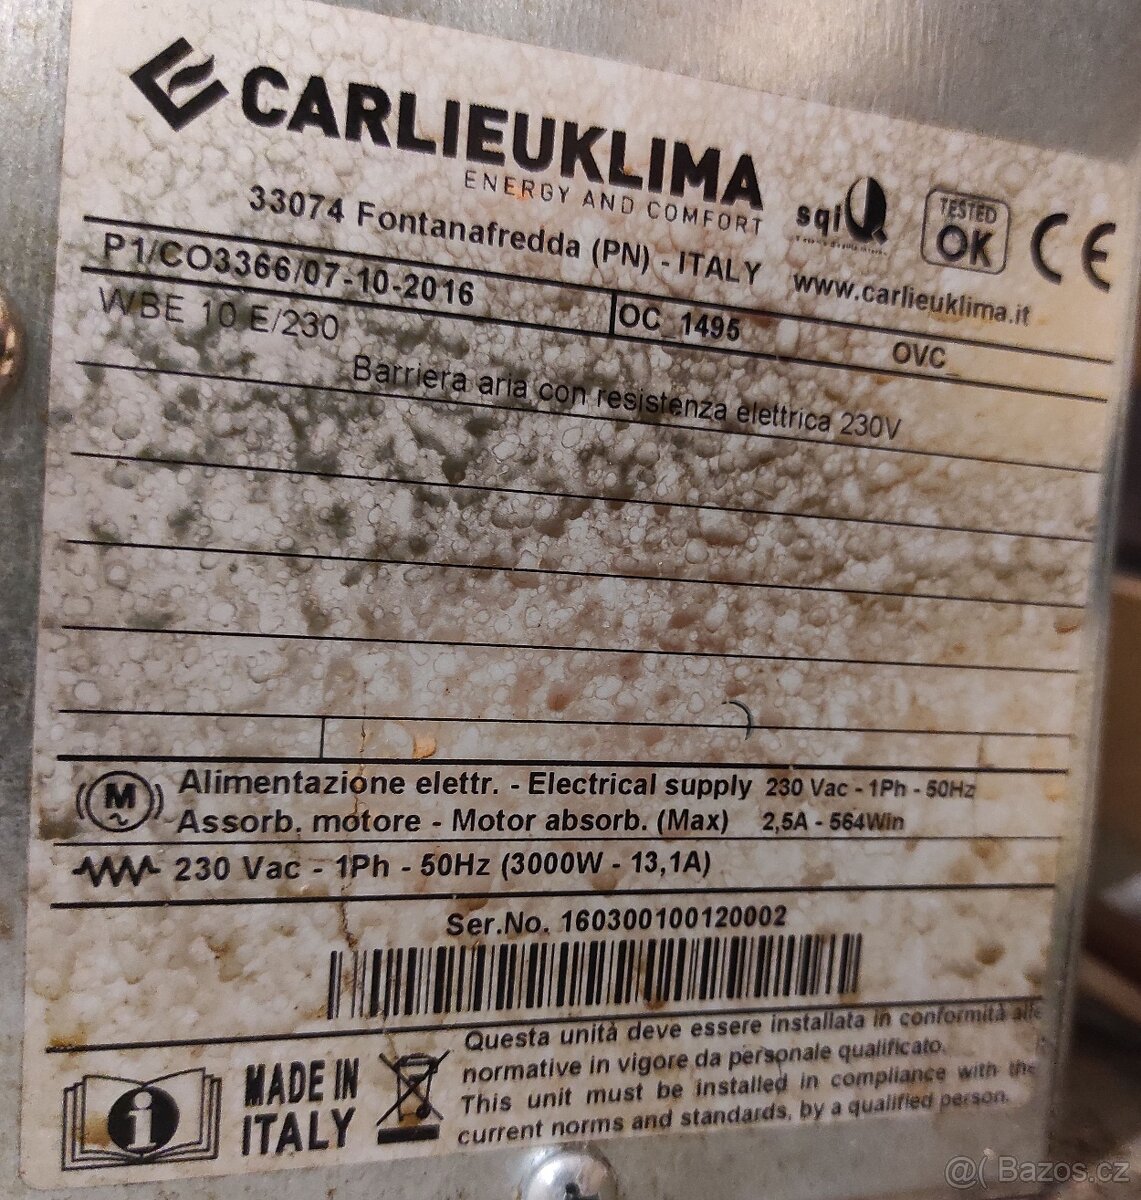 CARLIEUKLIMA
ENERGY AND COMFORT
33074 Fontanafredda (PN) - ITALY
sqi
TESTED
OK
CE
www.carlieuklima.it
P1/CO3366/07-10-2016
OC_1495
OVC
WBE 10 E/230
Barriera aria con resistenza elettrica 230V
M
Alimentazione elettr. - Electrical supply 230 Vac - 1Ph - 50Hz
Assorb. motore - Motor absorb. (Max) 2,5A - 564Win
230 Vac - 1Ph - 50Hz (3000W - 13,1A)
Ser.No. 160300100120002
i
MADE IN
ITALY
Questa unità deve essere installata in conformità alle
normative in vigore da personale qualificato.
This unit must be installed in compliance with the
current norms and standards, by a qualified person.
@( Bazos.cz